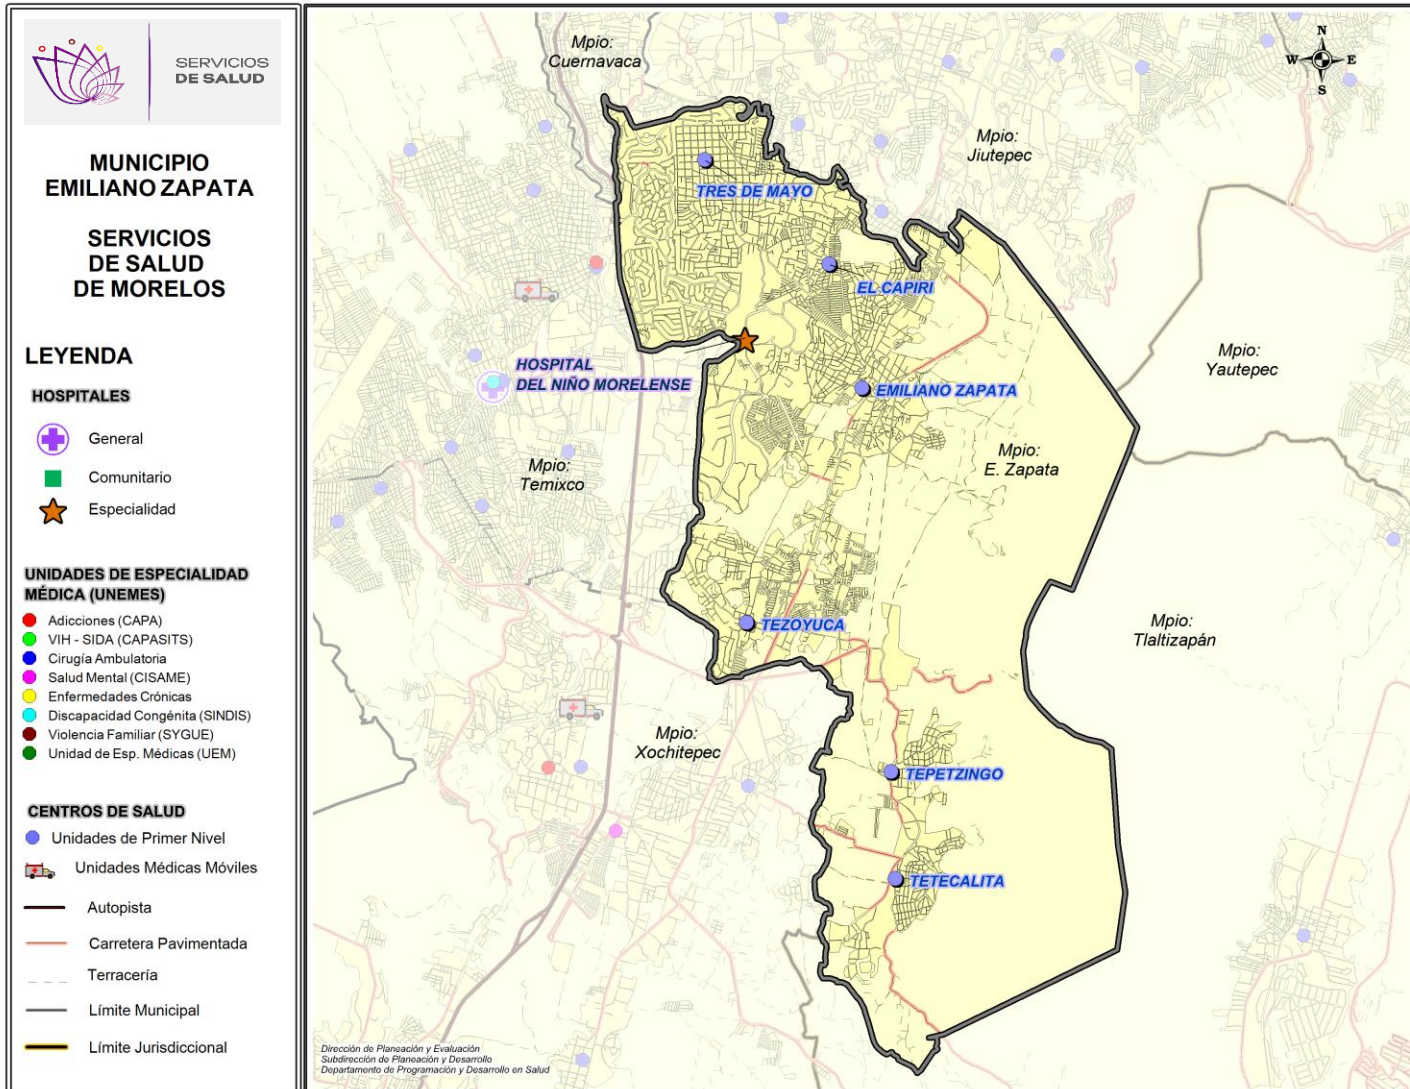 SERVICIOS
DE SALUD
MUNICIPIO
EMILIANO ZAPATA
SERVICIOS
DE SALUD
DE MORELOS
LEYENDA
HOSPITALES
General
Comunitario
Especialidad
UNIDADES DE ESPECIALIDAD
MÉDICA (UNEMES)
Adicciones (CAPA)
VIH - SIDA (CAPASITS)
Cirugía Ambulatoria
Salud Mental (CISAME)
Enfermedades Crónicas
Discapacidad Congénita (SINDIS)
Violencia Familiar (SYGUE)
Unidad de Esp. Médicas (UEM)
CENTROS DE SALUD
Unidades de Primer Nivel
Unidades Médicas Móviles
Autopista
Carretera Pavimentada
Terracería
Límite Municipal
Límite Jurisdiccional
Mpio:
Cuernavaca
N
W E
S
Mpio:
Jiutepec
TRES DE MAYO
EL CAPIRI
HOSPITAL
DEL NIÑO MORELENSE
EMILIANO ZAPATA
Mpio:
Yautepec
Mpio:
Temixco
Mpio:
E. Zapata
TEZOYUCA
Mpio:
Tlaltizapán
Mpio:
Xochitepec
TEPETZINGO
TETECALITA
Dirección de Planeación y Evaluación
Subdirección de Planeación y Desarrollo
Departamento de Programación y Desarrollo en Salud